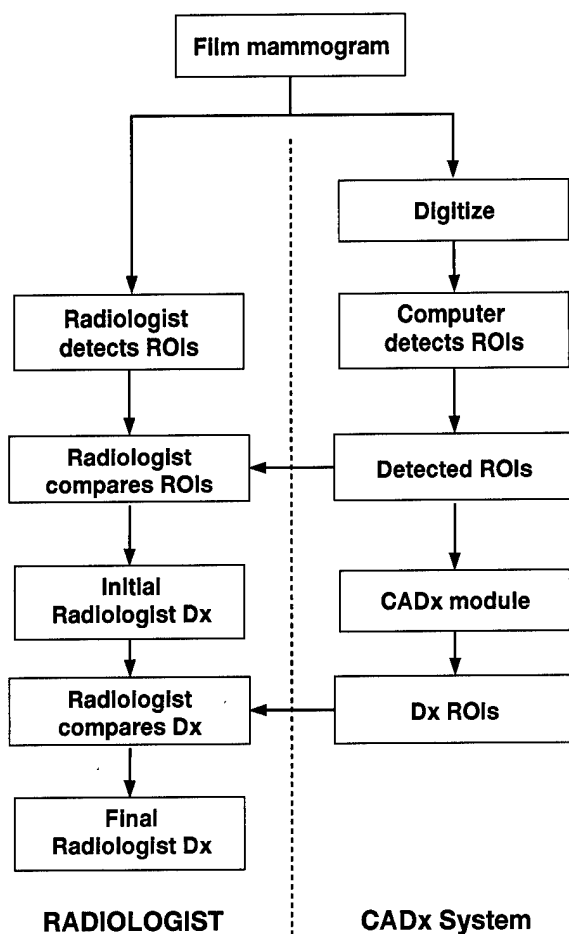 Film mammogram
Digitize
Radiologist
detects ROIs
Computer
detects ROIs
Radiologist
compares ROIs
Detected ROIs
Initial
Radiologist Dx
CADx module
Radiologist
compares Dx
Dx ROIs
Final
Radiologist Dx
RADIOLOGIST
CADx System